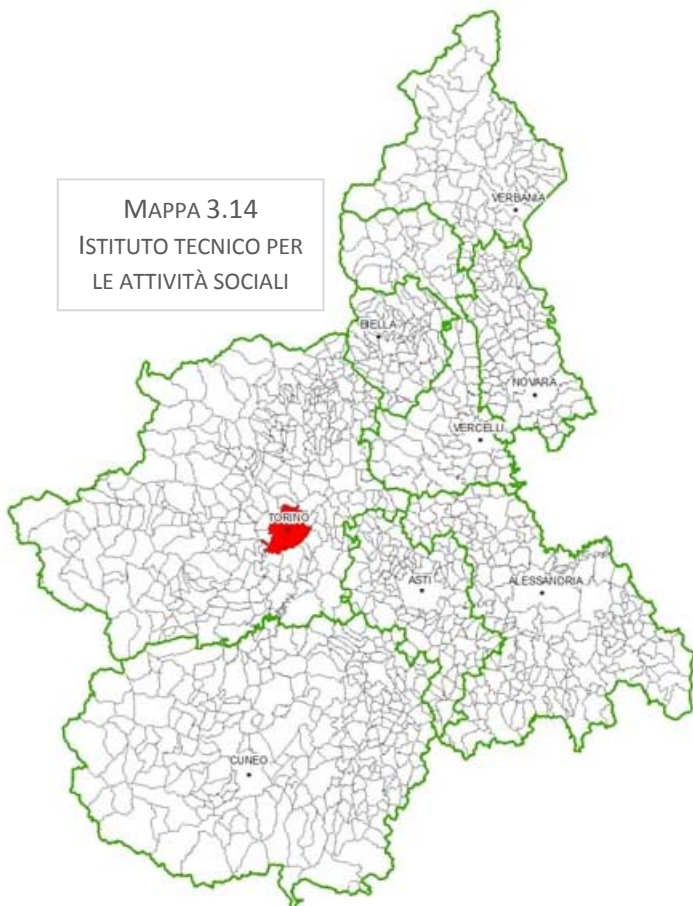 MAPPA 3.14
ISTITUTO TECNICO PER
LE ATTIVITÀ SOCIALI
VERBANIA
BIELLA
NOVARA
VERCELLI
TORINO
ASTI
ALESSANDRIA
CUNEO